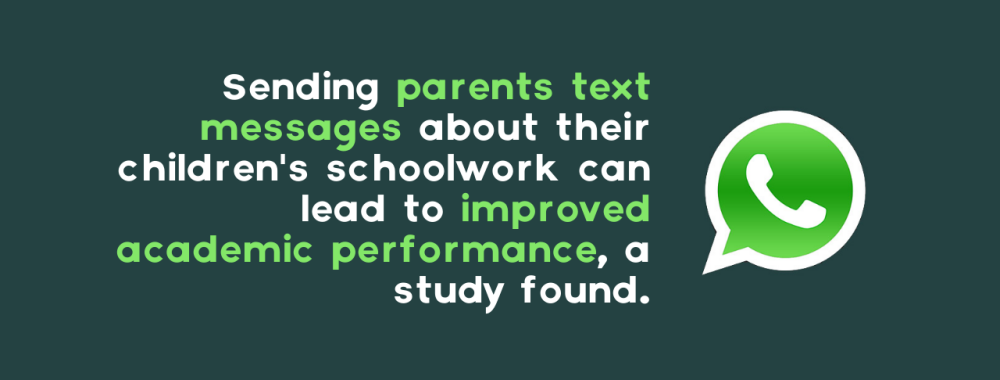 Sending parents text
messages about their
children's schoolwork can
lead to improved
academic performance, a
study found.